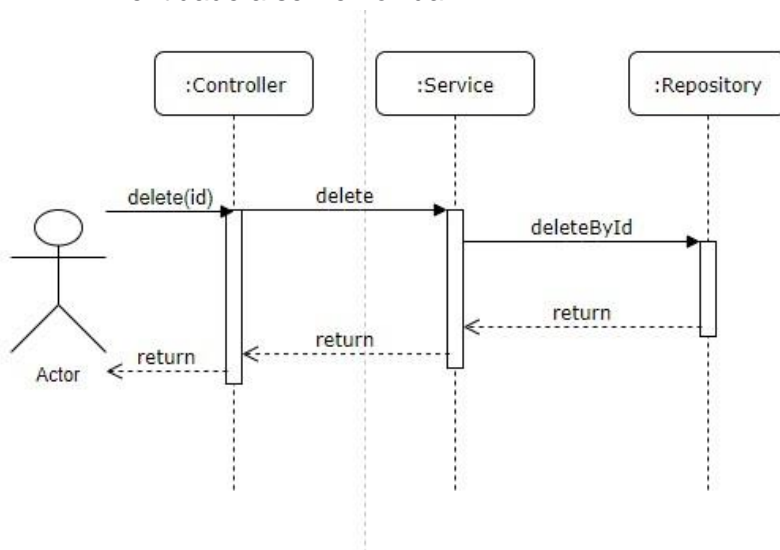 :Controller
:Service
:Repository
delete(id)
delete
deleteById
return
return
return
Actor